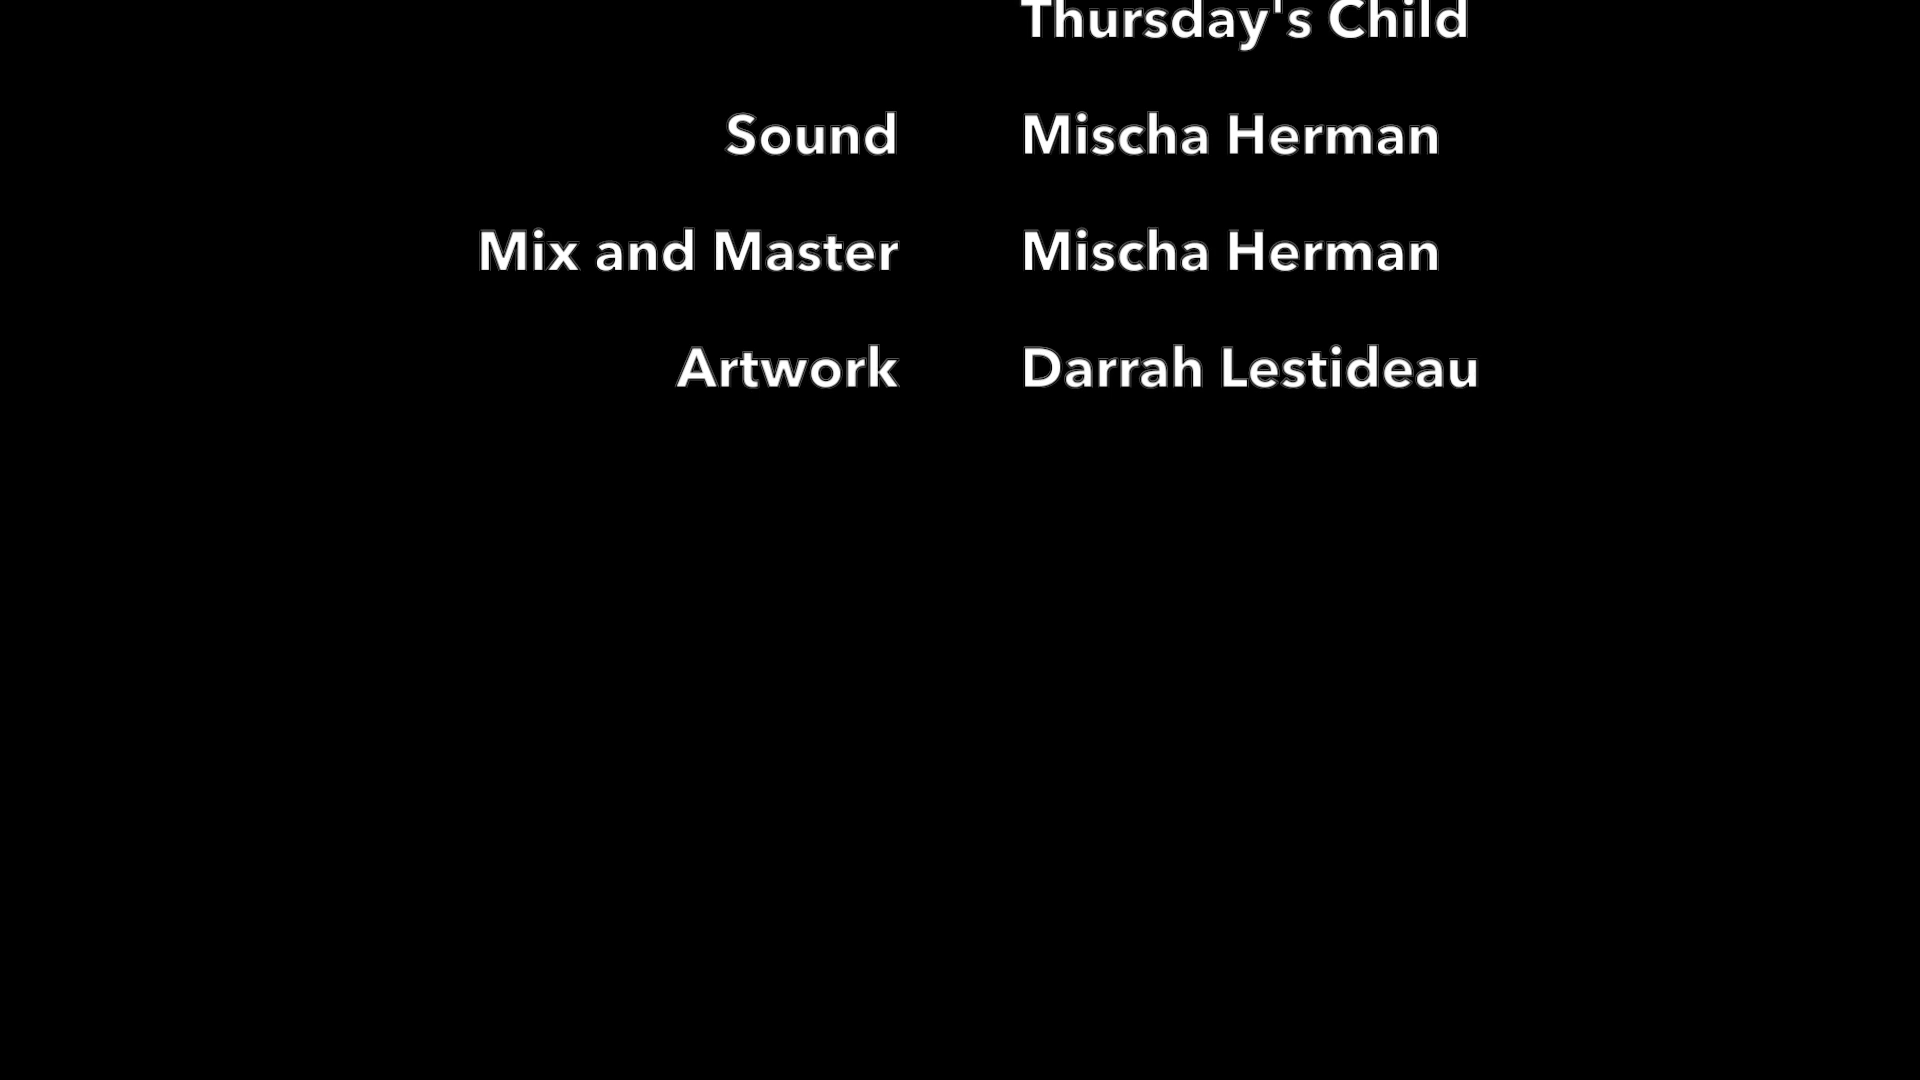 Thursday's Child
Sound Mischa Herman
Mix and Master Mischa Herman
Artwork Darrah Lestideau